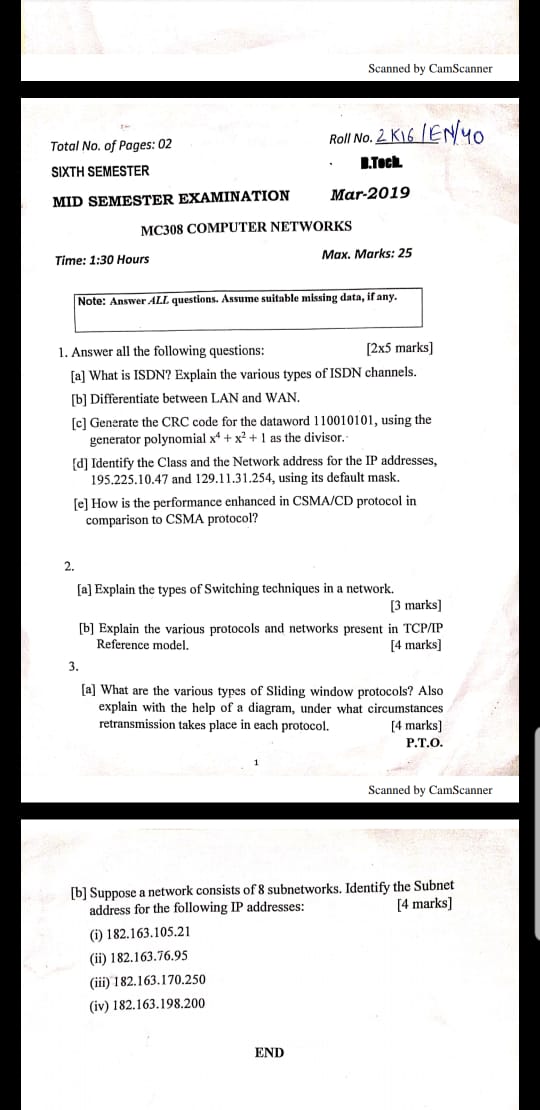 Scanned by CamScanner
Total No. of Pages: 02
Roll No. 2K16/EN/40
SIXTH SEMESTER
B.Tech.
MID SEMESTER EXAMINATION
Mar-2019
MC308 COMPUTER NETWORKS
Time: 1:30 Hours
Max. Marks: 25
Note: Answer ALL questions. Assume suitable missing data, if any.
1. Answer all the following questions: [2x5 marks]
[a] What is ISDN? Explain the various types of ISDN channels.
[b] Differentiate between LAN and WAN.
[c] Generate the CRC code for the dataword 110010101, using the
generator polynomial x⁴ + x² + 1 as the divisor.
[d] Identify the Class and the Network address for the IP addresses,
195.225.10.47 and 129.11.31.254, using its default mask.
[e] How is the performance enhanced in CSMA/CD protocol in
comparison to CSMA protocol?
2.
[a] Explain the types of Switching techniques in a network.
[3 marks]
[b] Explain the various protocols and networks present in TCP/IP
Reference model. [4 marks]
3.
[a] What are the various types of Sliding window protocols? Also
explain with the help of a diagram, under what circumstances
retransmission takes place in each protocol. [4 marks]
P.T.O.
1
Scanned by CamScanner
[b] Suppose a network consists of 8 subnetworks. Identify the Subnet
address for the following IP addresses: [4 marks]
(i) 182.163.105.21
(ii) 182.163.76.95
(iii) 182.163.170.250
(iv) 182.163.198.200
END